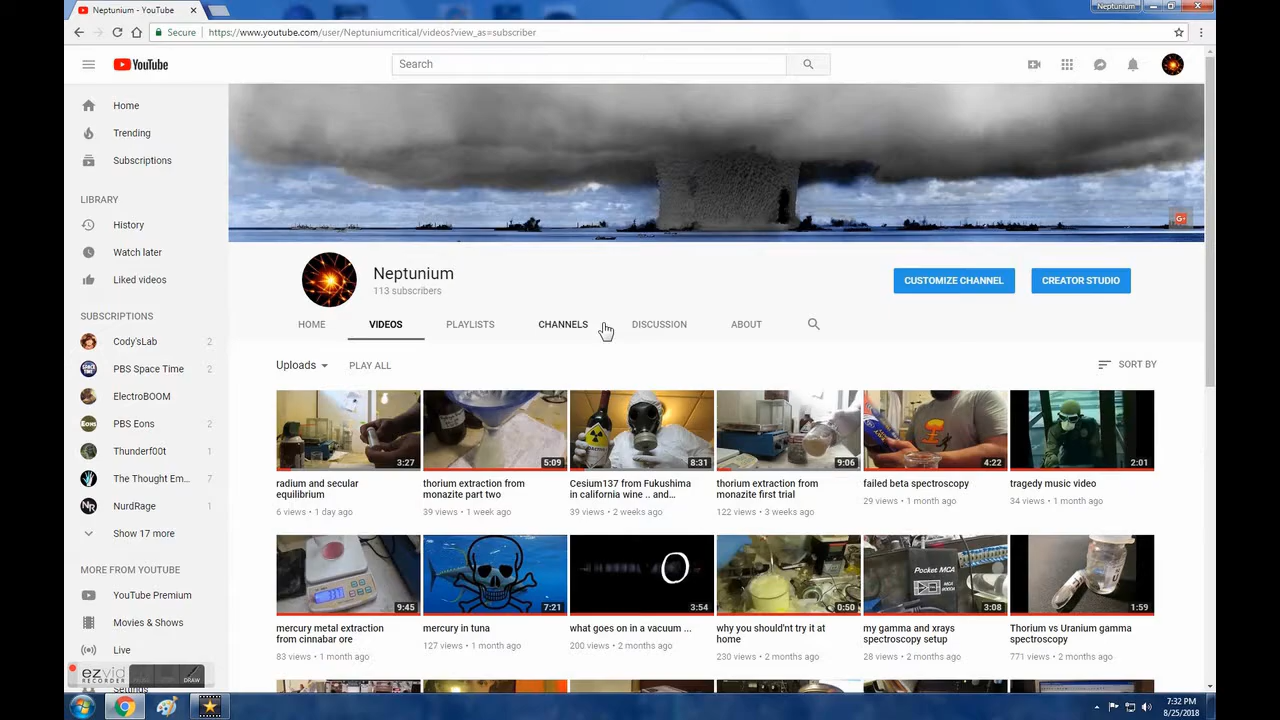 Neptunium - YouTube
Neptunium
Secure
https://www.youtube.com/user/Neptuniumcritical/videos?view_as=subscriber
YouTube
Search
Home
Trending
Subscriptions
LIBRARY
History
Watch later
Liked videos
SUBSCRIPTIONS
Cody'sLab 2
PBS Space Time 2
ElectroBOOM
PBS Eons 2
Thunderf00t 1
The Thought Em... 7
NurdRage 1
Show 17 more
MORE FROM YOUTUBE
YouTube Premium
Movies & Shows
Live
Settings
G+
Neptunium
113 subscribers
CUSTOMIZE CHANNEL
CREATOR STUDIO
HOME VIDEOS PLAYLISTS CHANNELS DISCUSSION ABOUT
Uploads PLAY ALL SORT BY
3:27
radium and secular
equilibrium
6 views • 1 day ago
5:09
thorium extraction from
monazite part two
39 views • 1 week ago
8:31
Cesium137 from Fukushima
in california wine .. and...
39 views • 2 weeks ago
9:06
thorium extraction from
monazite first trial
122 views • 3 weeks ago
4:22
failed beta spectroscopy
29 views • 1 month ago
2:01
tragedy music video
34 views • 1 month ago
9:45
mercury metal extraction
from cinnabar ore
83 views • 1 month ago
7:21
mercury in tuna
127 views • 1 month ago
3:54
what goes on in a vacuum ...
200 views • 2 months ago
0:50
why you should'nt try it at
home
230 views • 2 months ago
Pocket MCA
3:08
my gamma and xrays
spectroscopy setup
28 views • 2 months ago
1:59
Thorium vs Uranium gamma
spectroscopy
771 views • 2 months ago
ezvid
RECORDER
DRAW
7:32 PM
8/25/2018